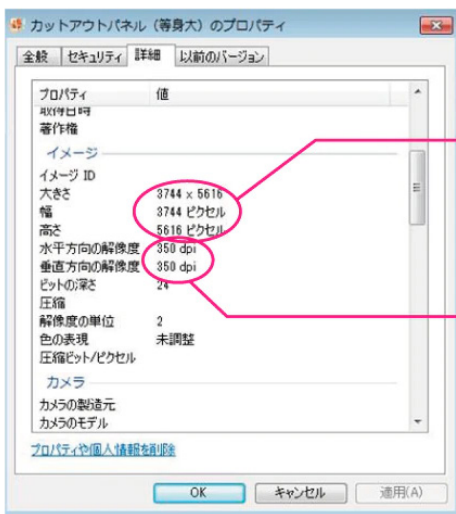 カットアウトパネル（等身大）のプロパティ
全般 セキュリティ 詳細 以前のバージョン
プロパティ 値
取得日時
著作権
イメージ
イメージ ID
大きさ 3744 x 5616
幅 3744 ピクセル
高さ 5616 ピクセル
水平方向の解像度 350 dpi
垂直方向の解像度 350 dpi
ビットの深さ 24
圧縮
解像度の単位 2
色の表現 未調整
圧縮ビット/ピクセル
カメラ
カメラの製造元
カメラのモデル
プロパティや個人情報を削除
OK キャンセル 適用(A)